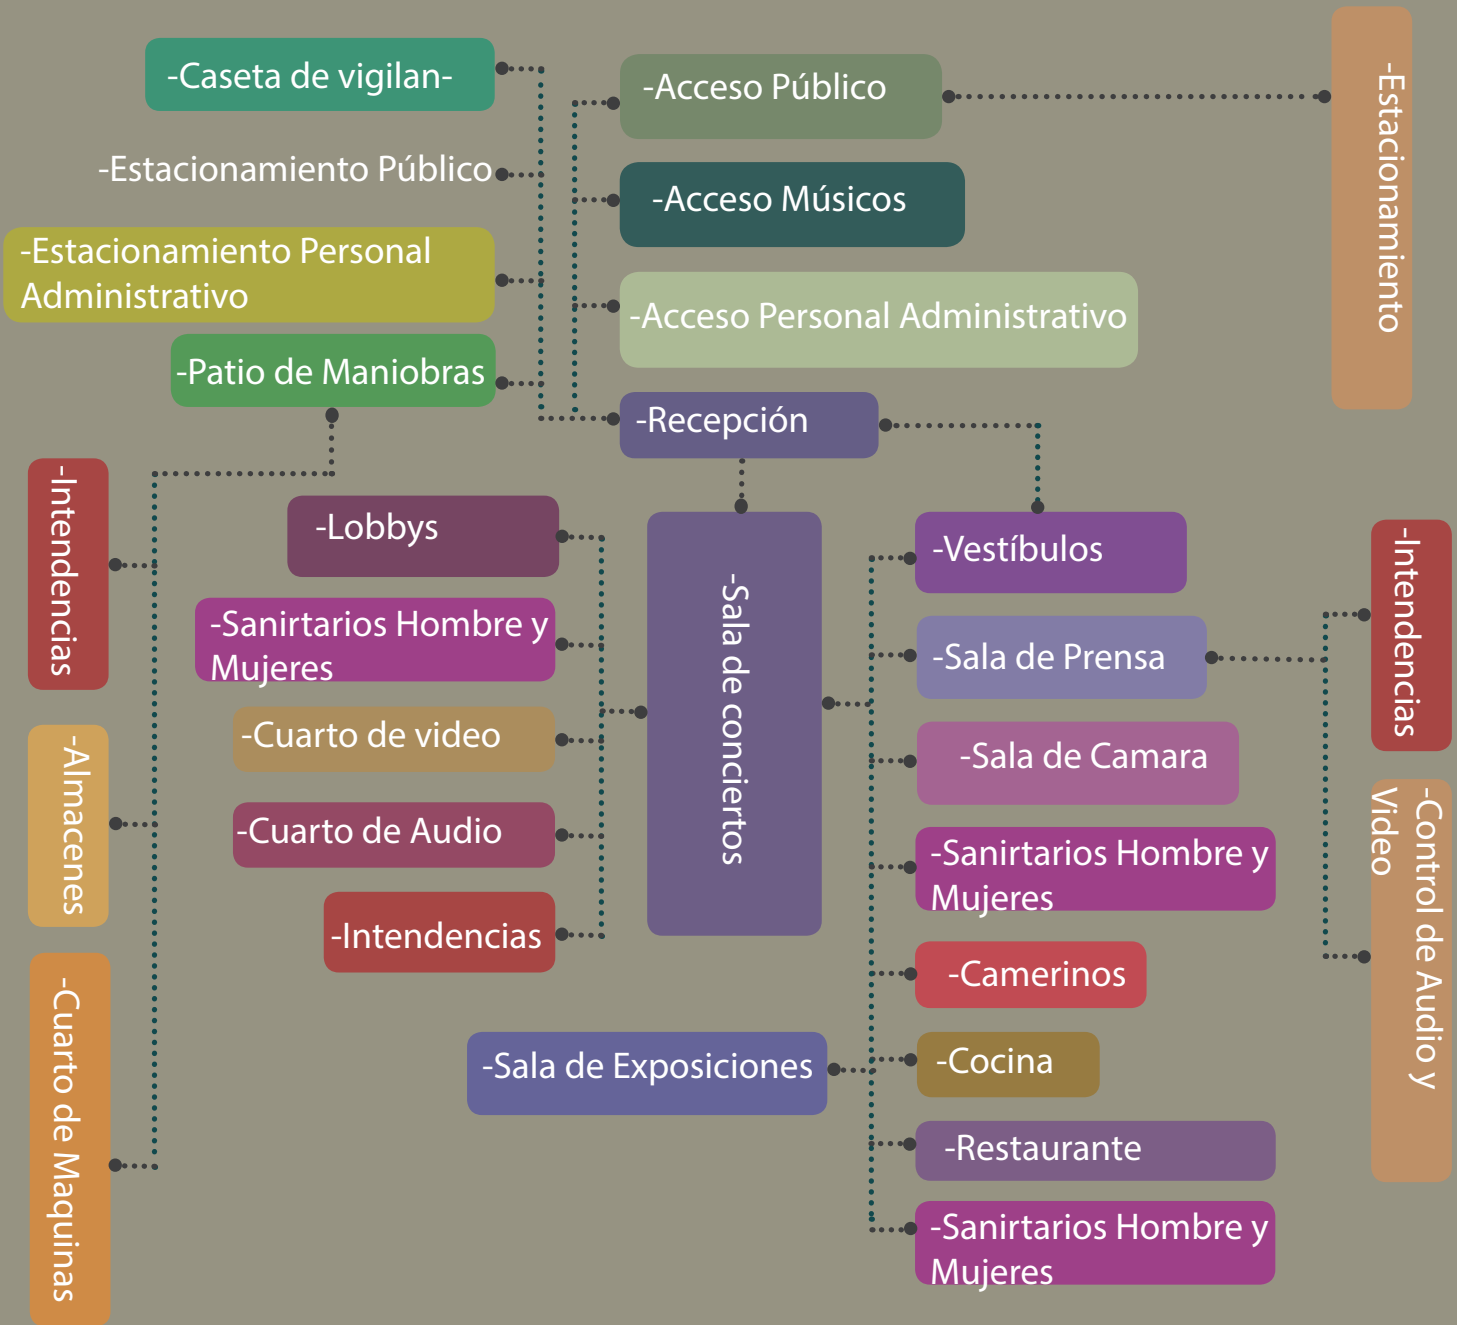 -Caseta de vigilan-
-Estacionamiento Público
-Estacionamiento Personal
Administrativo
-Patio de Maniobras
-Acceso Público
-Acceso Músicos
-Acceso Personal Administrativo
-Recepción
-Estacionamiento
-Intendencias
-Almacenes
-Cuarto de Maquinas
-Lobbys
-Sanirtarios Hombre y
Mujeres
-Cuarto de video
-Cuarto de Audio
-Intendencias
-Sala de conciertos
-Sala de Exposiciones
-Vestíbulos
-Sala de Prensa
-Sala de Camara
-Sanirtarios Hombre y
Mujeres
-Camerinos
-Cocina
-Restaurante
-Sanirtarios Hombre y
Mujeres
-Intendencias
-Control de Audio y
Video